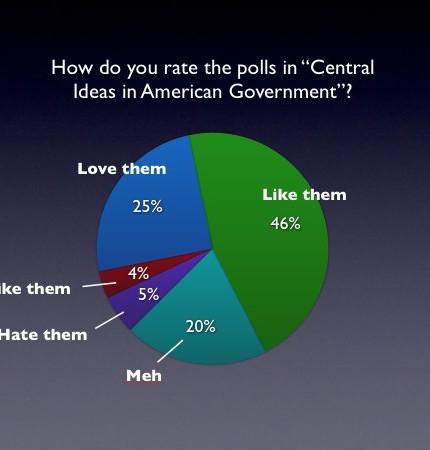 How do you rate the polls in “Central
Ideas in American Government”?
Love them
Like them
25%
46%
4%
ike them
5%
Hate them
20%
Meh